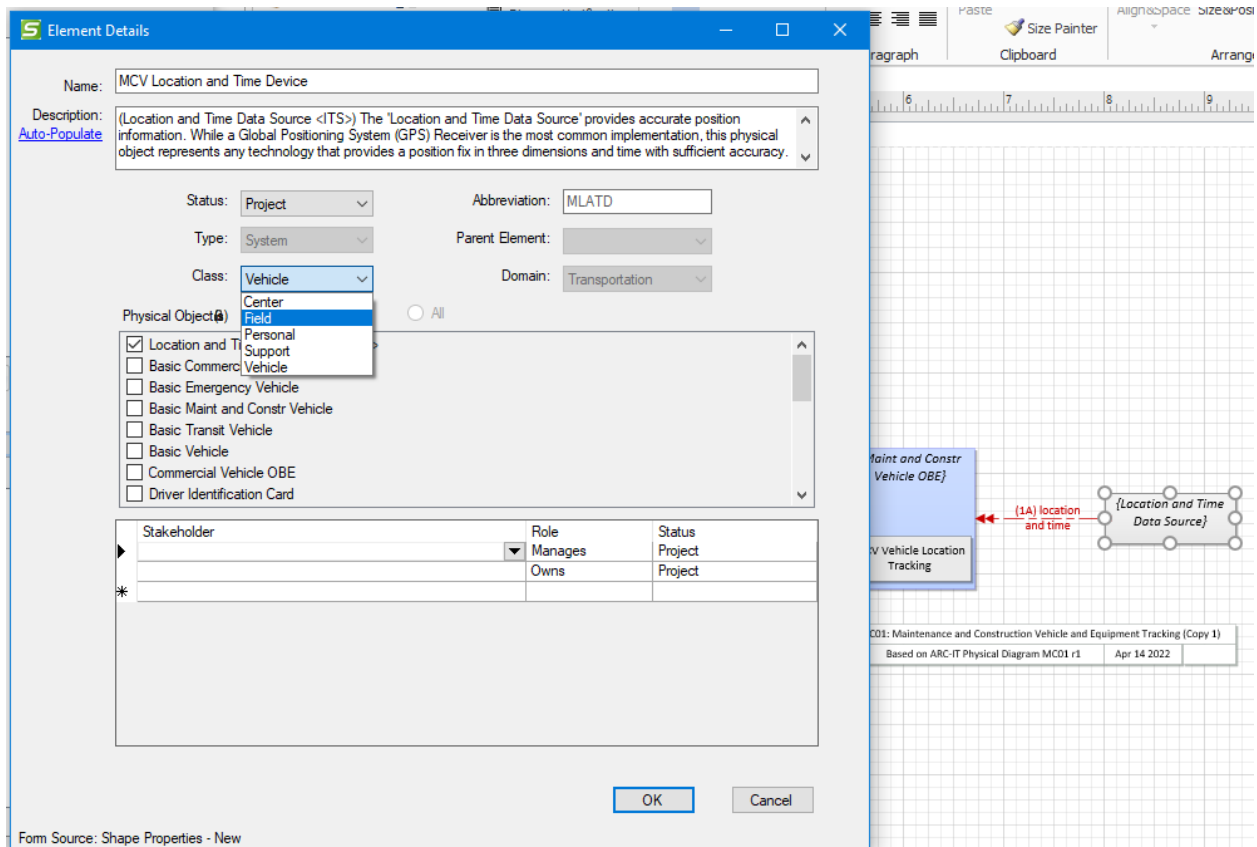 Element Details
Name:
MCV Location and Time Device
Description:
Auto-Populate
(Location and Time Data Source <ITS>) The 'Location and Time Data Source' provides accurate position
information. While a Global Positioning System (GPS) Receiver is the most common implementation, this physical
object represents any technology that provides a position fix in three dimensions and time with sufficient accuracy.
Status:
Project
Abbreviation:
MLATD
Type:
System
Parent Element:
Class:
Vehicle
Domain:
Transportation
Center
Field
Personal
Support
Vehicle
Physical Object(s)
All
Location and Ti
Basic Commerc
Basic Emergency Vehicle
Basic Maint and Constr Vehicle
Basic Transit Vehicle
Basic Vehicle
Commercial Vehicle OBE
Driver Identification Card
Stakeholder
Role
Status
Manages
Project
Owns
Project
OK
Cancel
Form Source: Shape Properties - New
Paste
Size Painter
Align&Space
Size&Posi
ragraph
Clipboard
Arrange
6
7
8
9
Maint and Constr
Vehicle OBE}
V Vehicle Location
Tracking
(1A) location
and time
{Location and Time
Data Source}
C01: Maintenance and Construction Vehicle and Equipment Tracking (Copy 1)
Based on ARC-IT Physical Diagram MC01 r1
Apr 14 2022